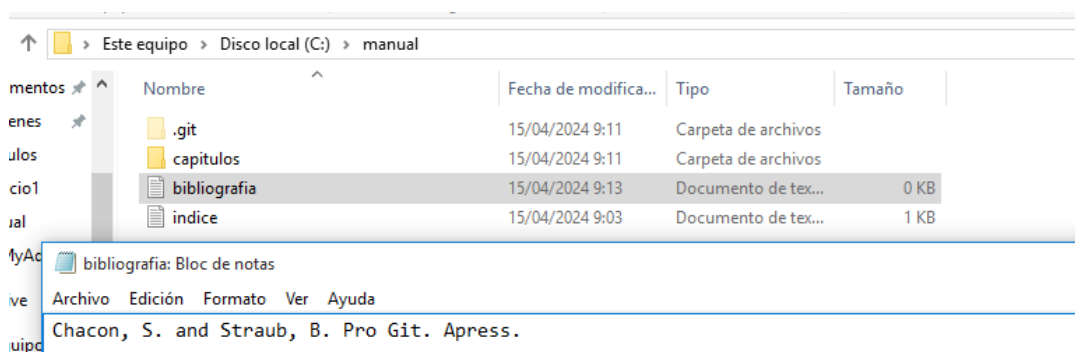 Este equipo > Disco local (C:) > manual
mentos
Nombre
Fecha de modifica...
Tipo
Tamaño
enes
.git
15/04/2024 9:11
Carpeta de archivos
ulos
capitulos
15/04/2024 9:11
Carpeta de archivos
cio1
bibliografia
15/04/2024 9:13
Documento de tex...
0 KB
ual
indice
15/04/2024 9:03
Documento de tex...
1 KB
MyAd
bibliografia: Bloc de notas
ive
Archivo Edición Formato Ver Ayuda
Chacon, S. and Straub, B. Pro Git. Apress.
quipo